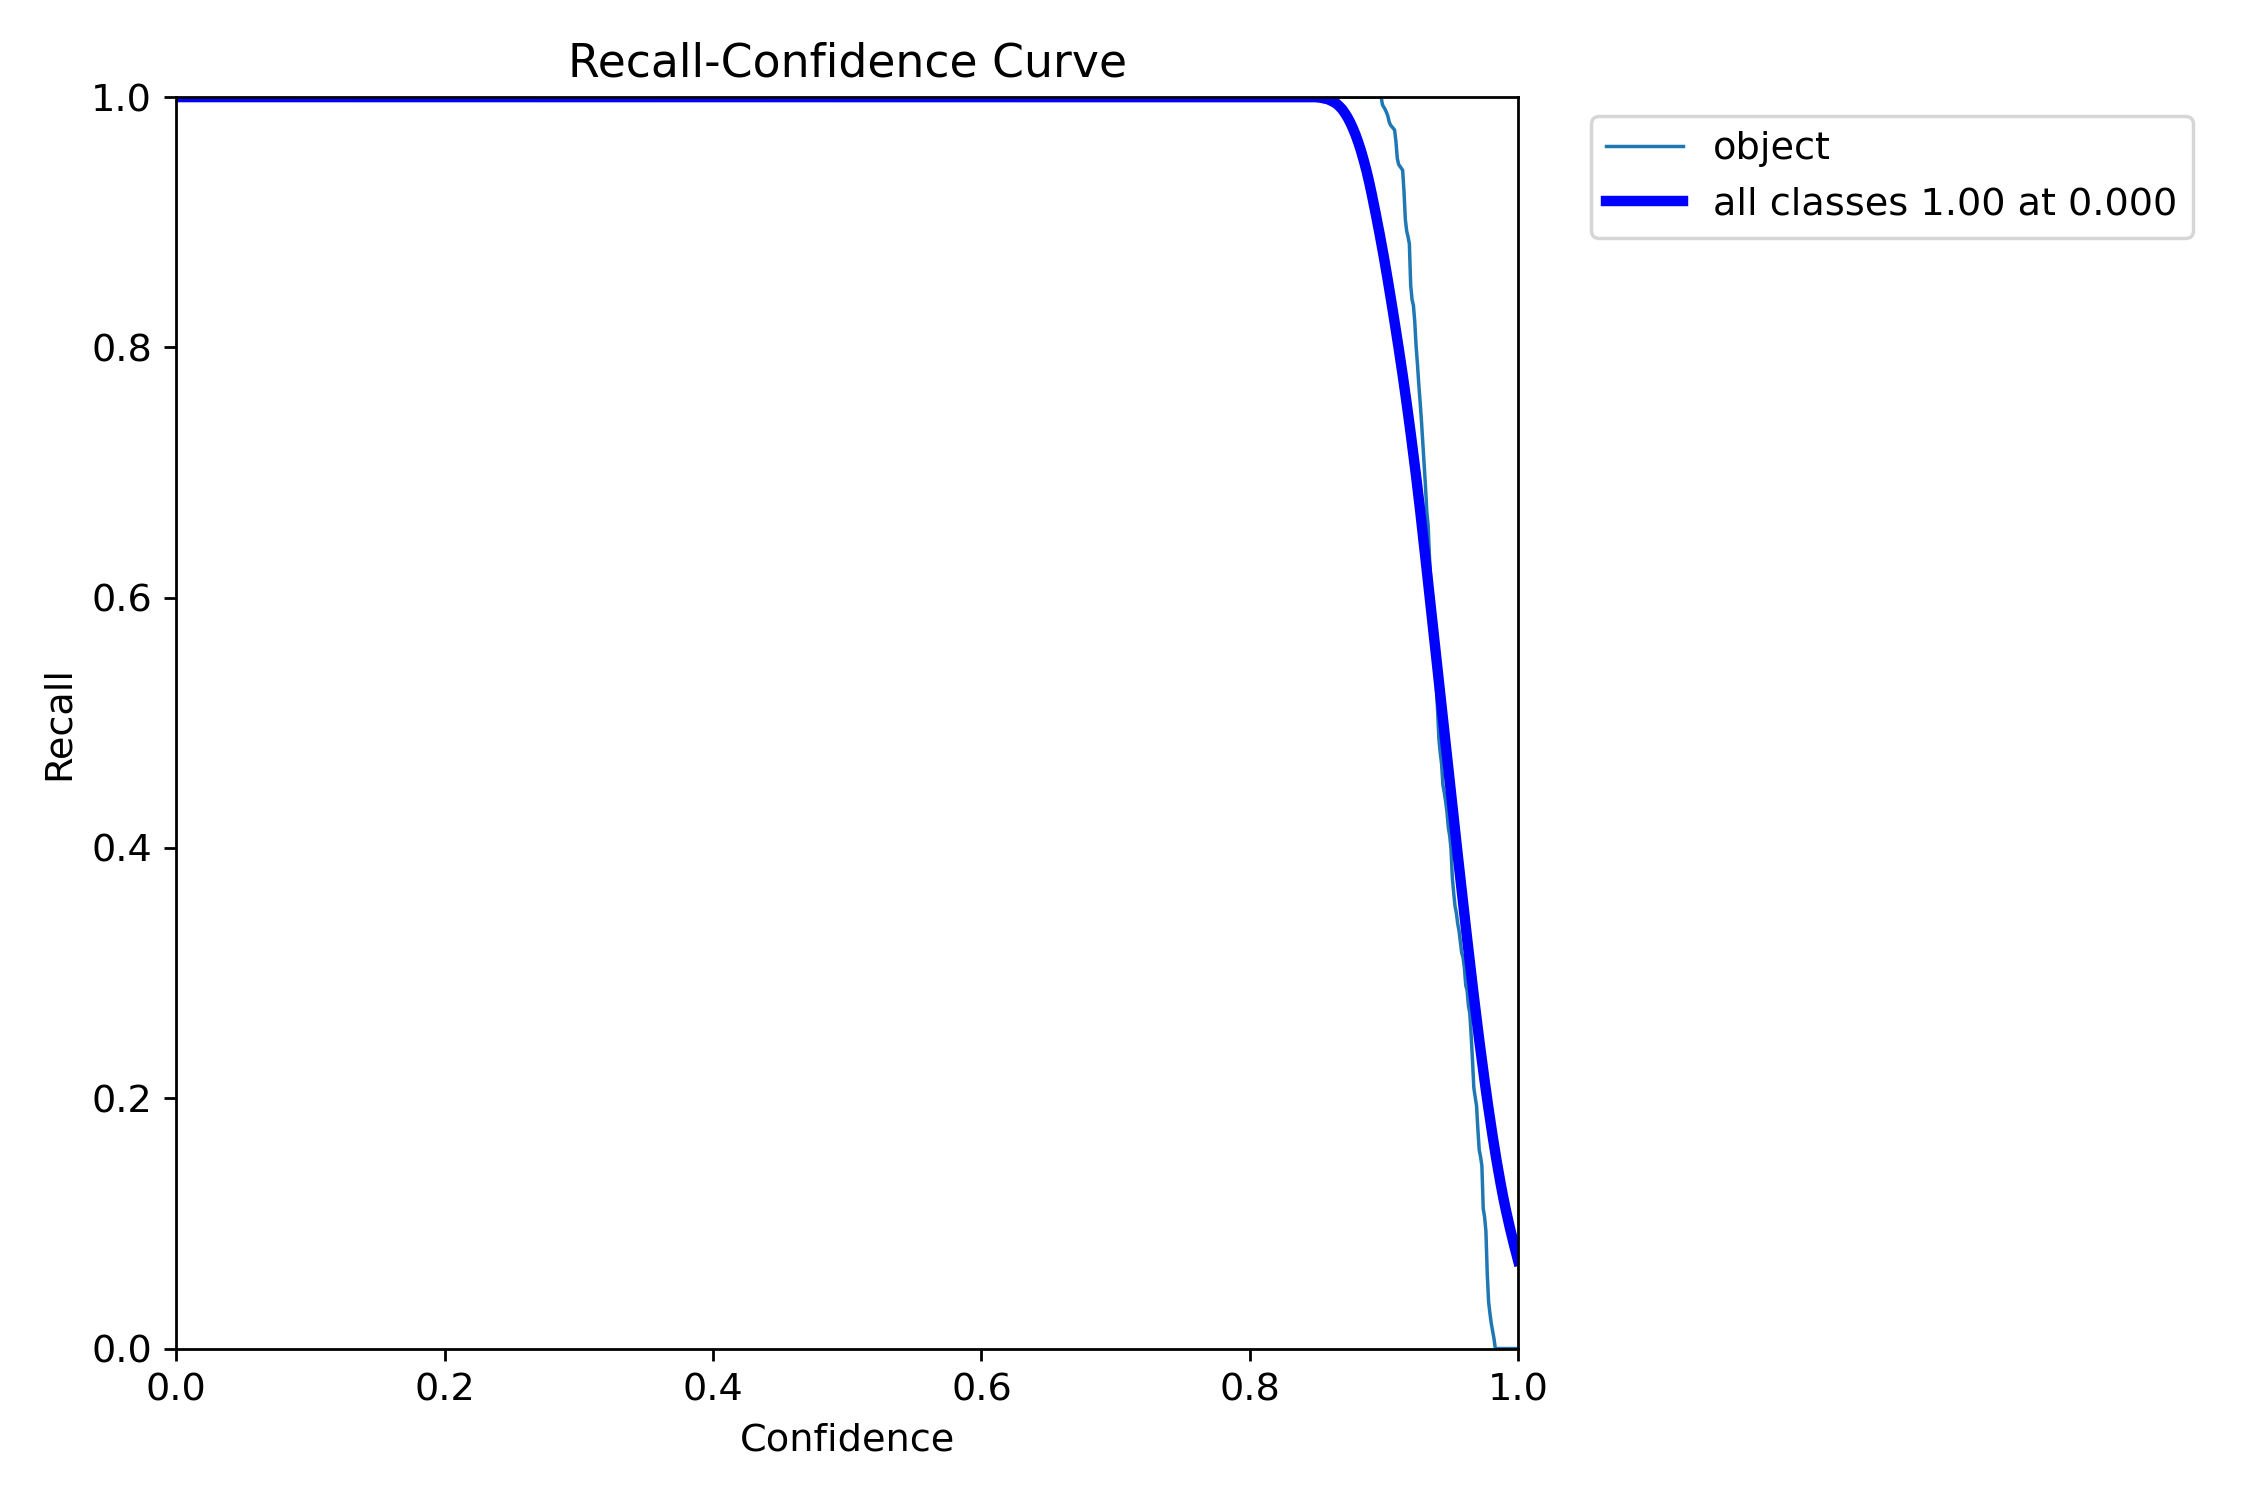 Recall-Confidence Curve
1.0
0.8
0.6
0.4
0.2
0.0
Recall
0.0 0.2 0.4 0.6 0.8 1.0
Confidence
object
all classes 1.00 at 0.000